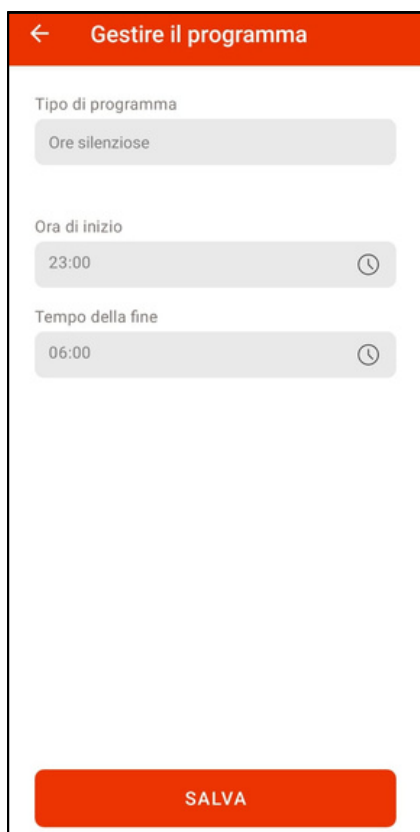 Gestire il programma
Tipo di programma
Ore silenziose
Ora di inizio
23:00
Tempo della fine
06:00
SALVA